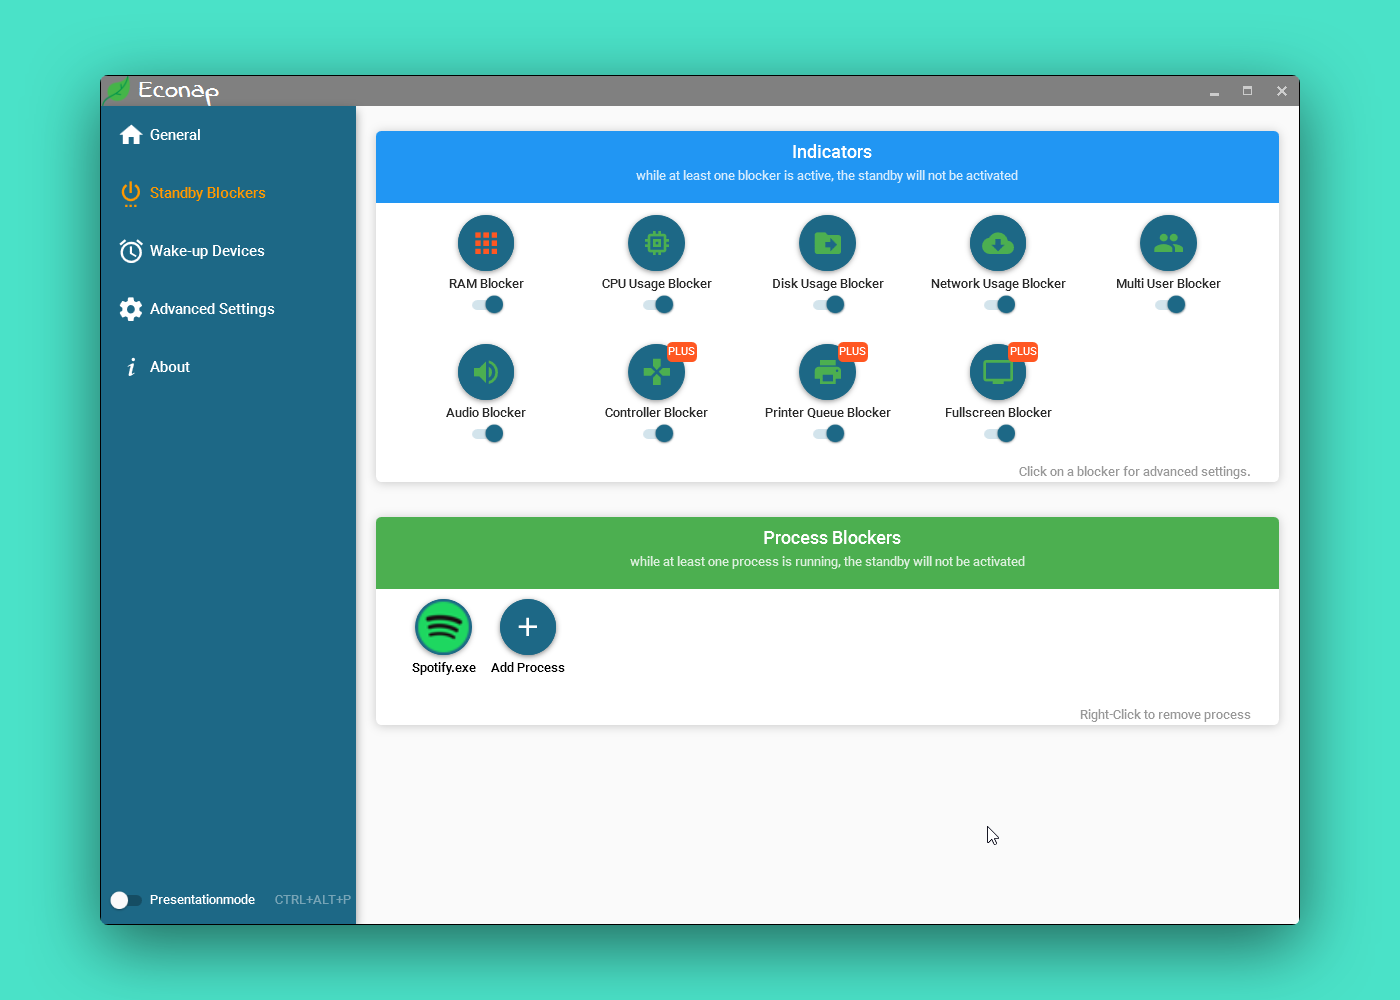 Econap
General
Standby Blockers
Wake-up Devices
Advanced Settings
i About
Presentationmode CTRL+ALT+P
Indicators
while at least one blocker is active, the standby will not be activated
RAM Blocker
CPU Usage Blocker
Disk Usage Blocker
Network Usage Blocker
Multi User Blocker
Audio Blocker
PLUS
Controller Blocker
PLUS
Printer Queue Blocker
PLUS
Fullscreen Blocker
Click on a blocker for advanced settings.
Process Blockers
while at least one process is running, the standby will not be activated
Spotify.exe
Add Process
Right-Click to remove process